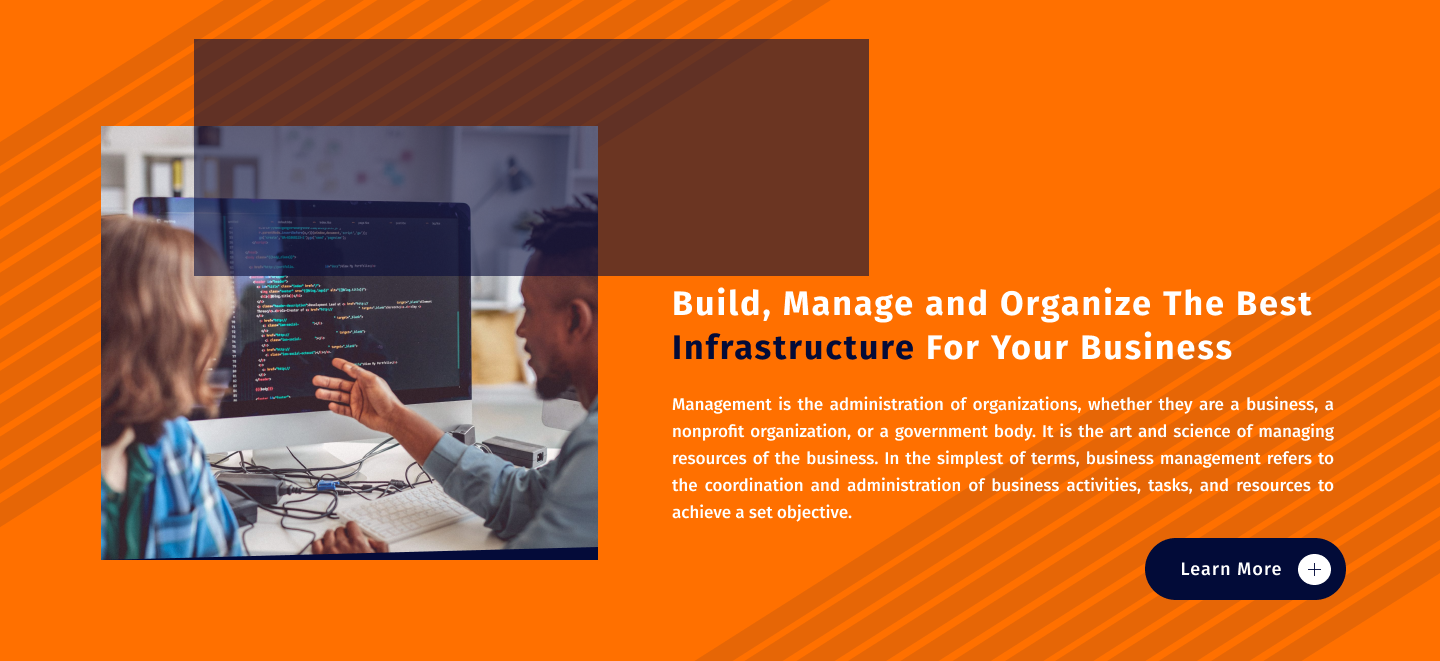 Build, Manage and Organize The Best
Infrastructure For Your Business
Management is the administration of organizations, whether they are a business, a
nonprofit organization, or a government body. It is the art and science of managing
resources of the business. In the simplest of terms, business management refers to
the coordination and administration of business activities, tasks, and resources to
achieve a set objective.
Learn More